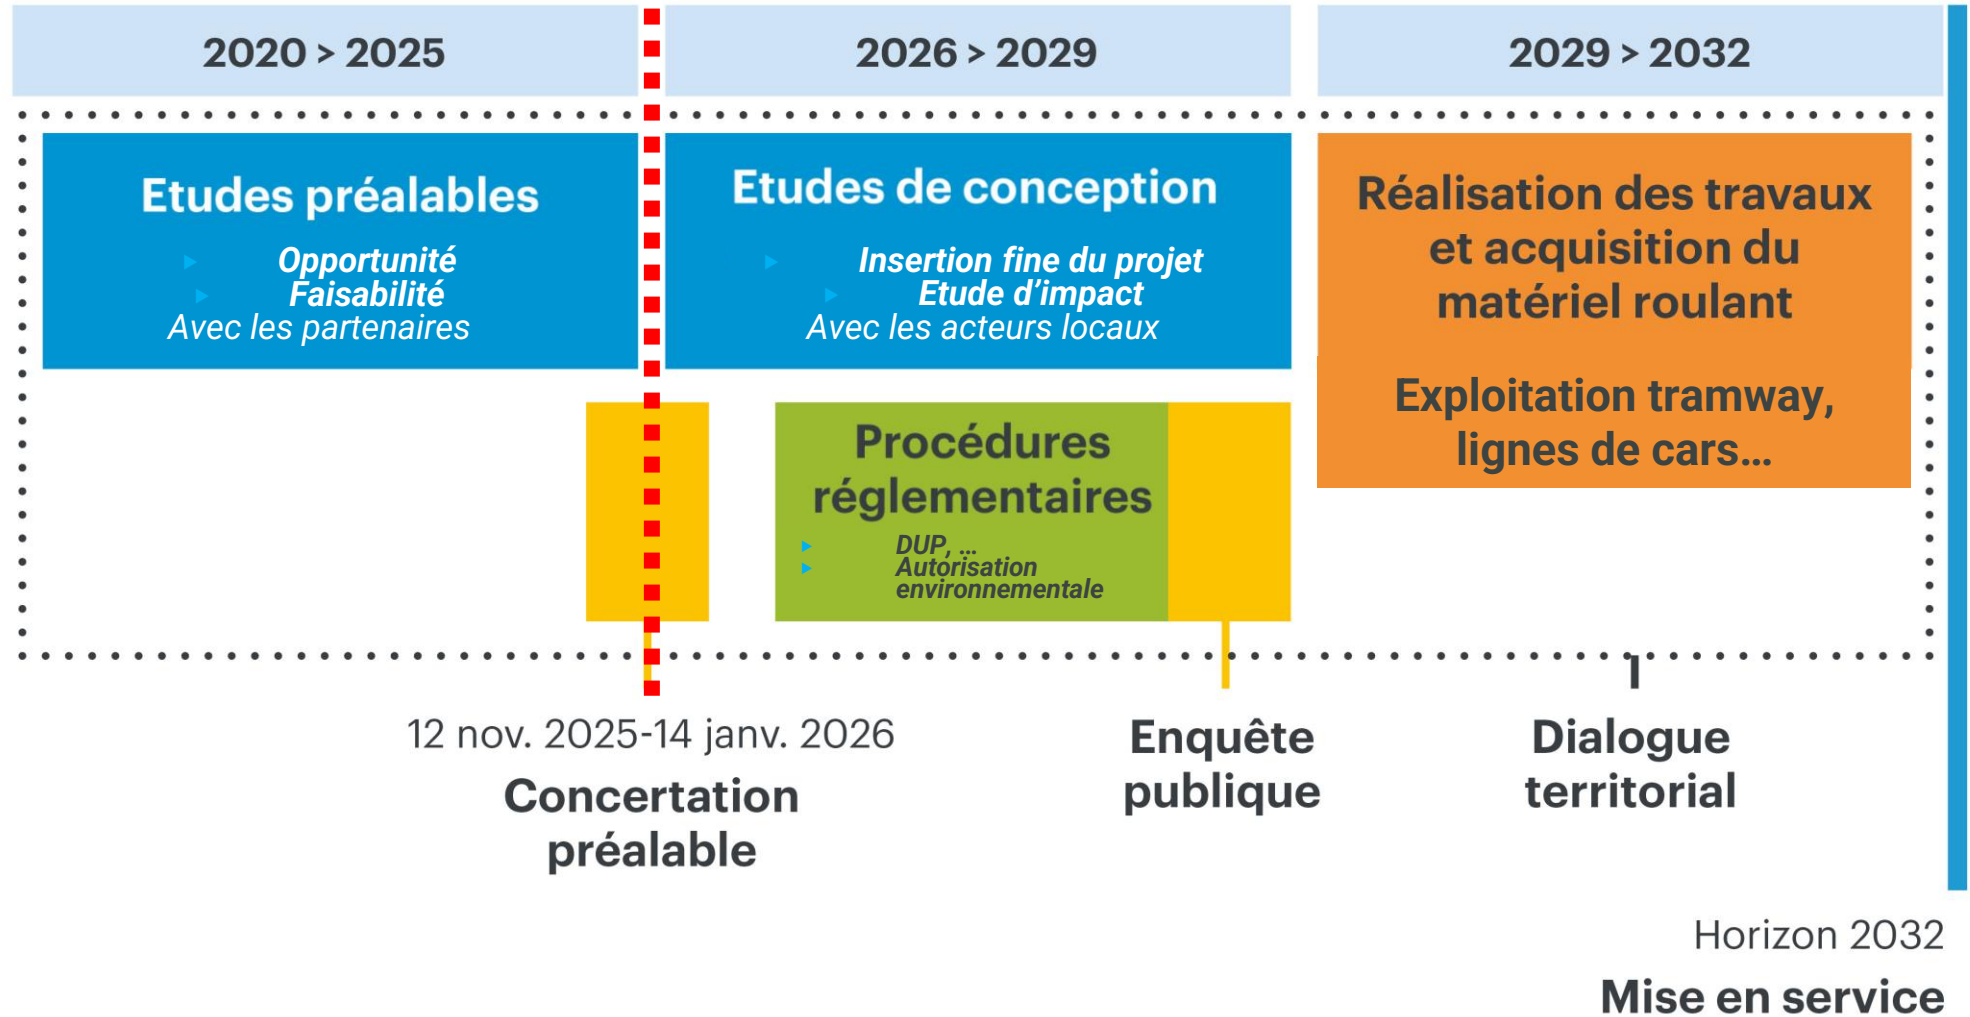 2020 > 2025
2026 > 2029
2029 > 2032
Etudes préalables
Opportunité
Faisabilité
Avec les partenaires
Etudes de conception
Insertion fine du projet
Etude d’impact
Avec les acteurs locaux
Réalisation des travaux
et acquisition du
matériel roulant
Exploitation tramway,
lignes de cars...
Procédures
réglementaires
DUP, ...
Autorisation
environnementale
12 nov. 2025-14 janv. 2026
Concertation
préalable
Enquête
publique
Dialogue
territorial
Horizon 2032
Mise en service